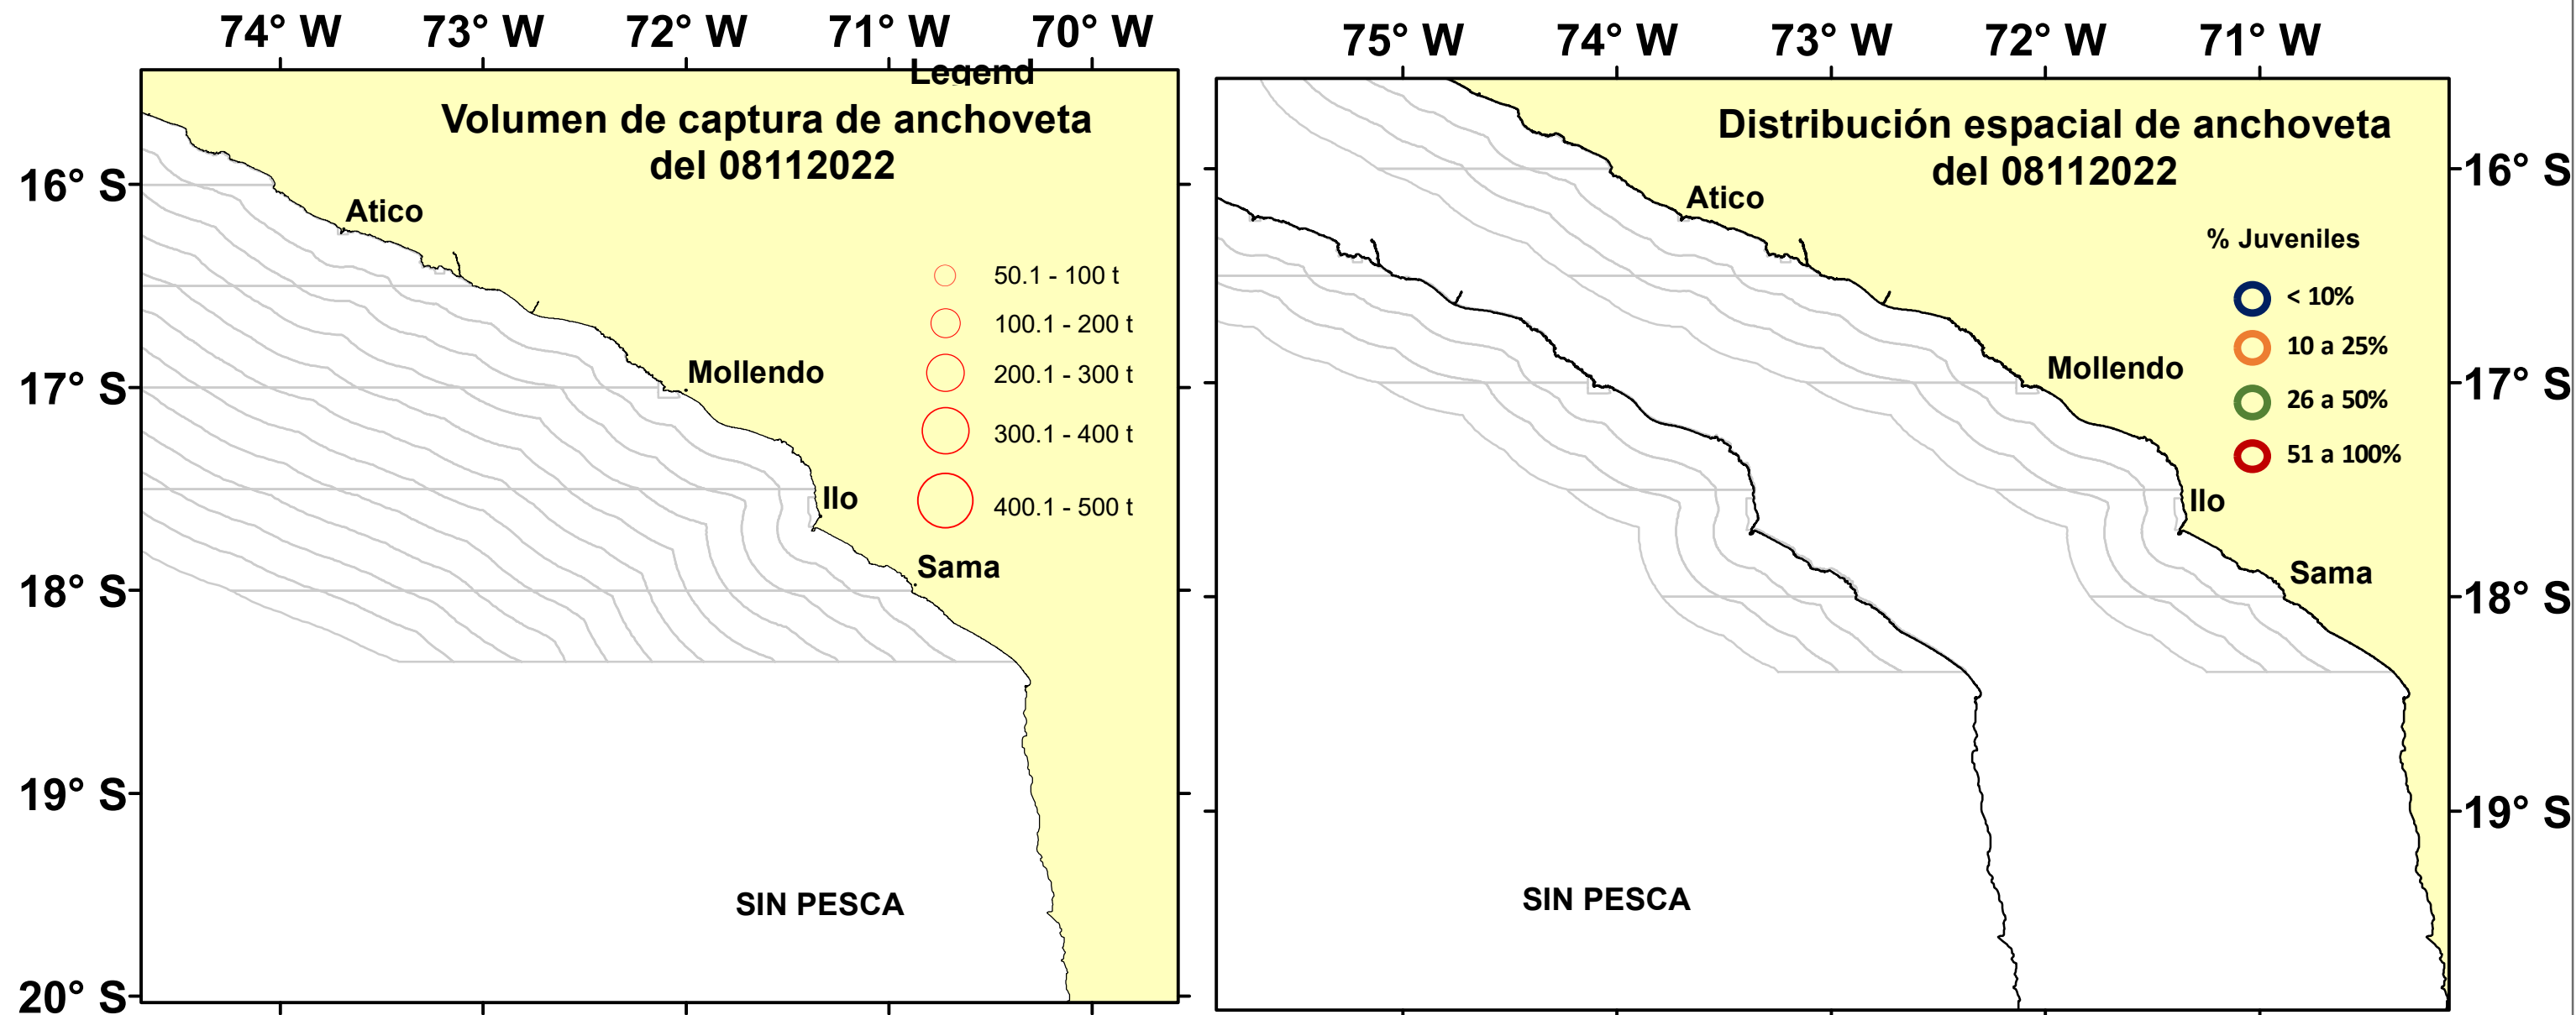 74° W 73° W 72° W 71° W 70° W
Legend
Volumen de captura de anchoveta
del 08112022
16° S
Atico
50.1 - 100 t
100.1 - 200 t
Mollendo
200.1 - 300 t
17° S
300.1 - 400 t
Ilo
400.1 - 500 t
Sama
18° S
19° S
SIN PESCA
20° S
75° W 74° W 73° W 72° W 71° W
Distribución espacial de anchoveta
del 08112022
16° S
Atico
% Juveniles
< 10%
10 a 25%
Mollendo
17° S
26 a 50%
51 a 100%
Ilo
Sama
18° S
19° S
SIN PESCA